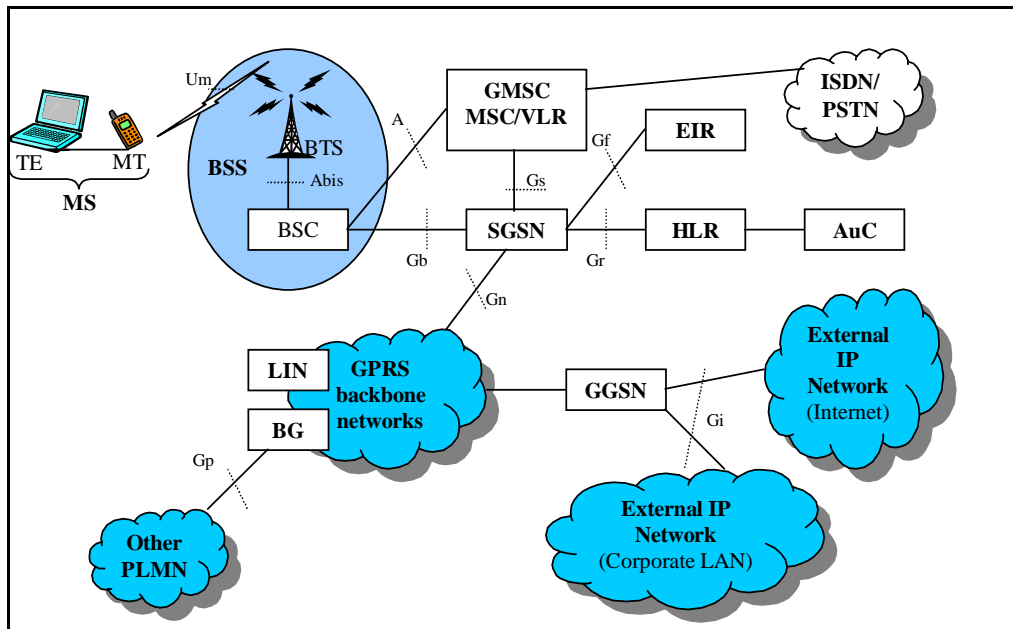 Um
TE
MT
MS
BSS
BTS
Abis
BSC
A
GMSC
MSC/VLR
ISDN/
PSTN
Gf
EIR
Gs
SGSN
HLR
AuC
Gb
Gr
Gn
LIN
BG
GPRS
backbone
networks
GGSN
Gi
External
IP
Network
(Internet)
Gp
Other
PLMN
External IP
Network
(Corporate LAN)